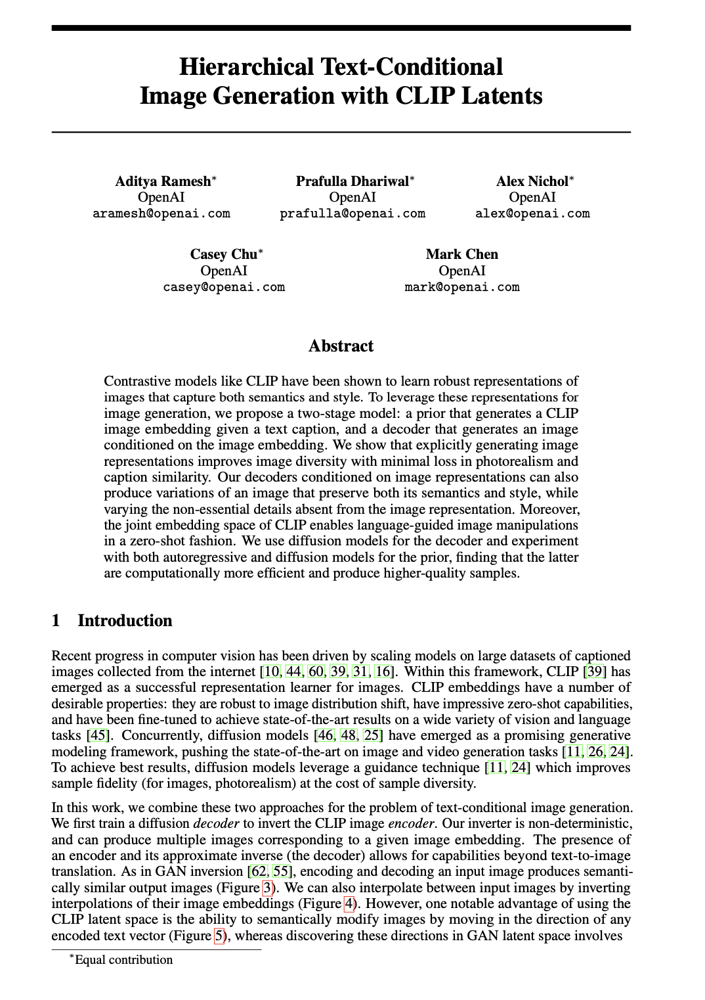 Hierarchical Text-Conditional
Image Generation with CLIP Latents
Aditya Ramesh*
OpenAI
aramesh@openai.com
Prafulla Dhariwal*
OpenAI
prafulla@openai.com
Alex Nichol*
OpenAI
alex@openai.com
Casey Chu*
OpenAI
casey@openai.com
Mark Chen
OpenAI
mark@openai.com
Abstract
Contrastive models like CLIP have been shown to learn robust representations of
images that capture both semantics and style. To leverage these representations for
image generation, we propose a two-stage model: a prior that generates a CLIP
image embedding given a text caption, and a decoder that generates an image
conditioned on the image embedding. We show that explicitly generating image
representations improves image diversity with minimal loss in photorealism and
caption similarity. Our decoders conditioned on image representations can also
produce variations of an image that preserve both its semantics and style, while
varying the non-essential details absent from the image representation. Moreover,
the joint embedding space of CLIP enables language-guided image manipulations
in a zero-shot fashion. We use diffusion models for the decoder and experiment
with both autoregressive and diffusion models for the prior, finding that the latter
are computationally more efficient and produce higher-quality samples.
1 Introduction
Recent progress in computer vision has been driven by scaling models on large datasets of captioned
images collected from the internet [10, 44, 60, 39, 31, 16]. Within this framework, CLIP [39] has
emerged as a successful representation learner for images. CLIP embeddings have a number of
desirable properties: they are robust to image distribution shift, have impressive zero-shot capabilities,
and have been fine-tuned to achieve state-of-the-art results on a wide variety of vision and language
tasks [45]. Concurrently, diffusion models [46, 48, 25] have emerged as a promising generative
modeling framework, pushing the state-of-the-art on image and video generation tasks [11, 26, 24].
To achieve best results, diffusion models leverage a guidance technique [11, 24] which improves
sample fidelity (for images, photorealism) at the cost of sample diversity.
In this work, we combine these two approaches for the problem of text-conditional image generation.
We first train a diffusion decoder to invert the CLIP image encoder. Our inverter is non-deterministic,
and can produce multiple images corresponding to a given image embedding. The presence of
an encoder and its approximate inverse (the decoder) allows for capabilities beyond text-to-image
translation. As in GAN inversion [62, 55], encoding and decoding an input image produces semanti-
cally similar output images (Figure 3). We can also interpolate between input images by inverting
interpolations of their image embeddings (Figure 4). However, one notable advantage of using the
CLIP latent space is the ability to semantically modify images by moving in the direction of any
encoded text vector (Figure 5), whereas discovering these directions in GAN latent space involves
*Equal contribution